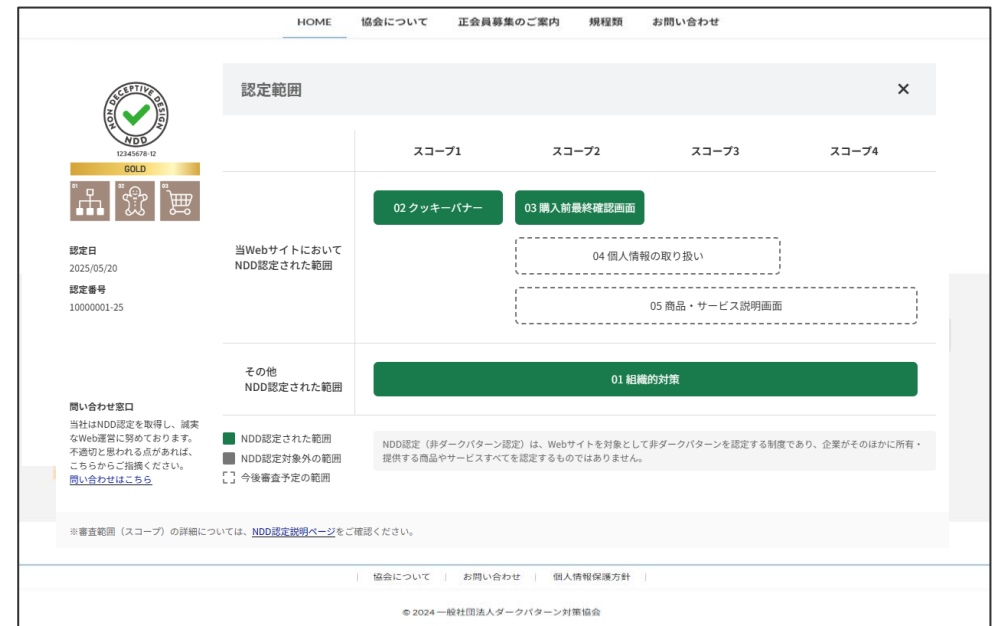 HOME 協会について 正会員募集のご案内 規程類 お問い合わせ
NON DECEPTIVE DESIGN
NDD
12345678-12
GOLD
01 02 03
認定日
2025/05/20
認定番号
10000001-25
問い合わせ窓口
当社はNDD認定を取得し、誠実
なWeb運営に努めております。
不適切と思われる点があれば、
こちらからご指摘ください。
問い合わせはこちら
認定範囲 ×
スコープ1 スコープ2 スコープ3 スコープ4
当Webサイトにおいて
NDD認定された範囲
02 クッキーバナー 03 購入前最終確認画面
04 個人情報の取り扱い
05 商品・サービス説明画面
その他
NDD認定された範囲
01 組織的対策
NDD認定された範囲
NDD認定対象外の範囲
今後審査予定の範囲
NDD認定（非ダークパターン認定）は、Webサイトを対象として非ダークパターンを認定する制度であり、企業がそのほかに所有・
提供する商品やサービスすべてを認定するものではありません。
※審査範囲（スコープ）の詳細については、NDD認定説明ページをご確認ください。
協会について お問い合わせ 個人情報保護方針
© 2024 一般社団法人ダークパターン対策協会